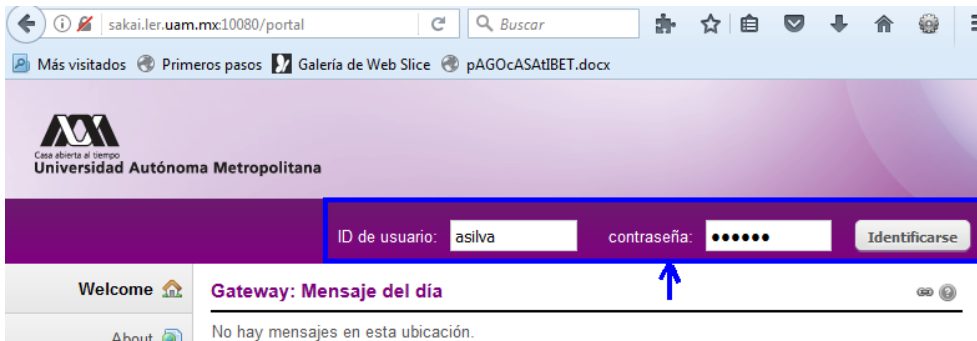 sakai.ler.uam.mx:10080/portal Buscar
Más visitados Primeros pasos Galería de Web Slice pAGOcASAtIBET.docx
Casa abierta al tiempo
Universidad Autónoma Metropolitana
ID de usuario: asilva contraseña: •••••• Identificarse
Welcome Gateway: Mensaje del día
About No hay mensajes en esta ubicación.